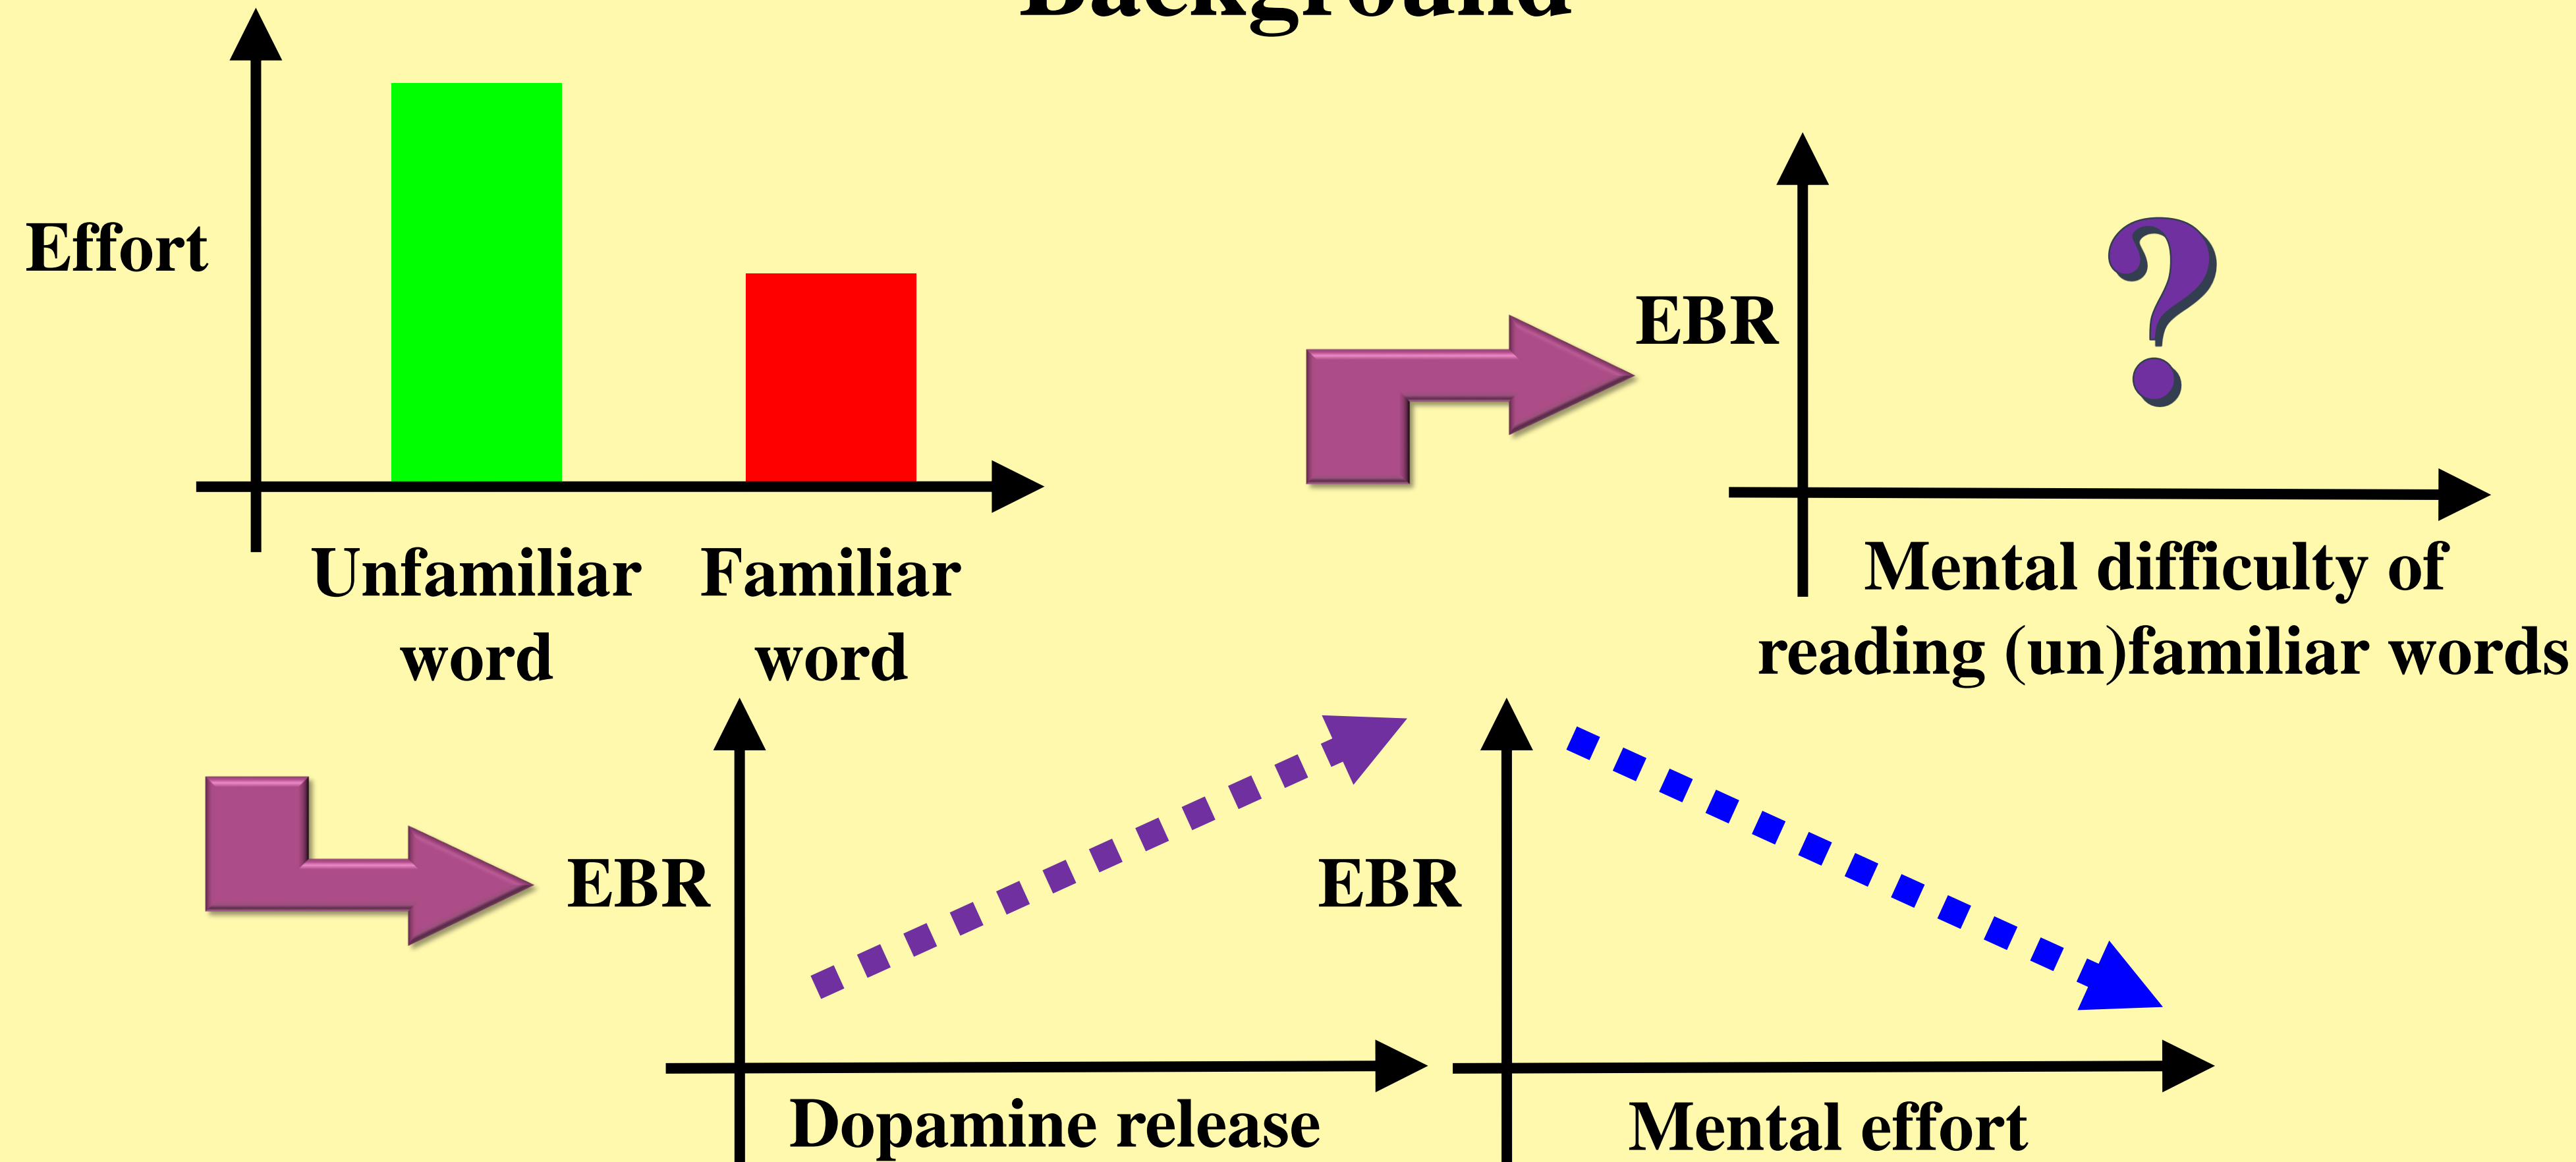 Background
Effort
Unfamiliar word
Familiar word
EBR
?
Mental difficulty of
reading (un)familiar words
EBR
Dopamine release
EBR
Mental effort